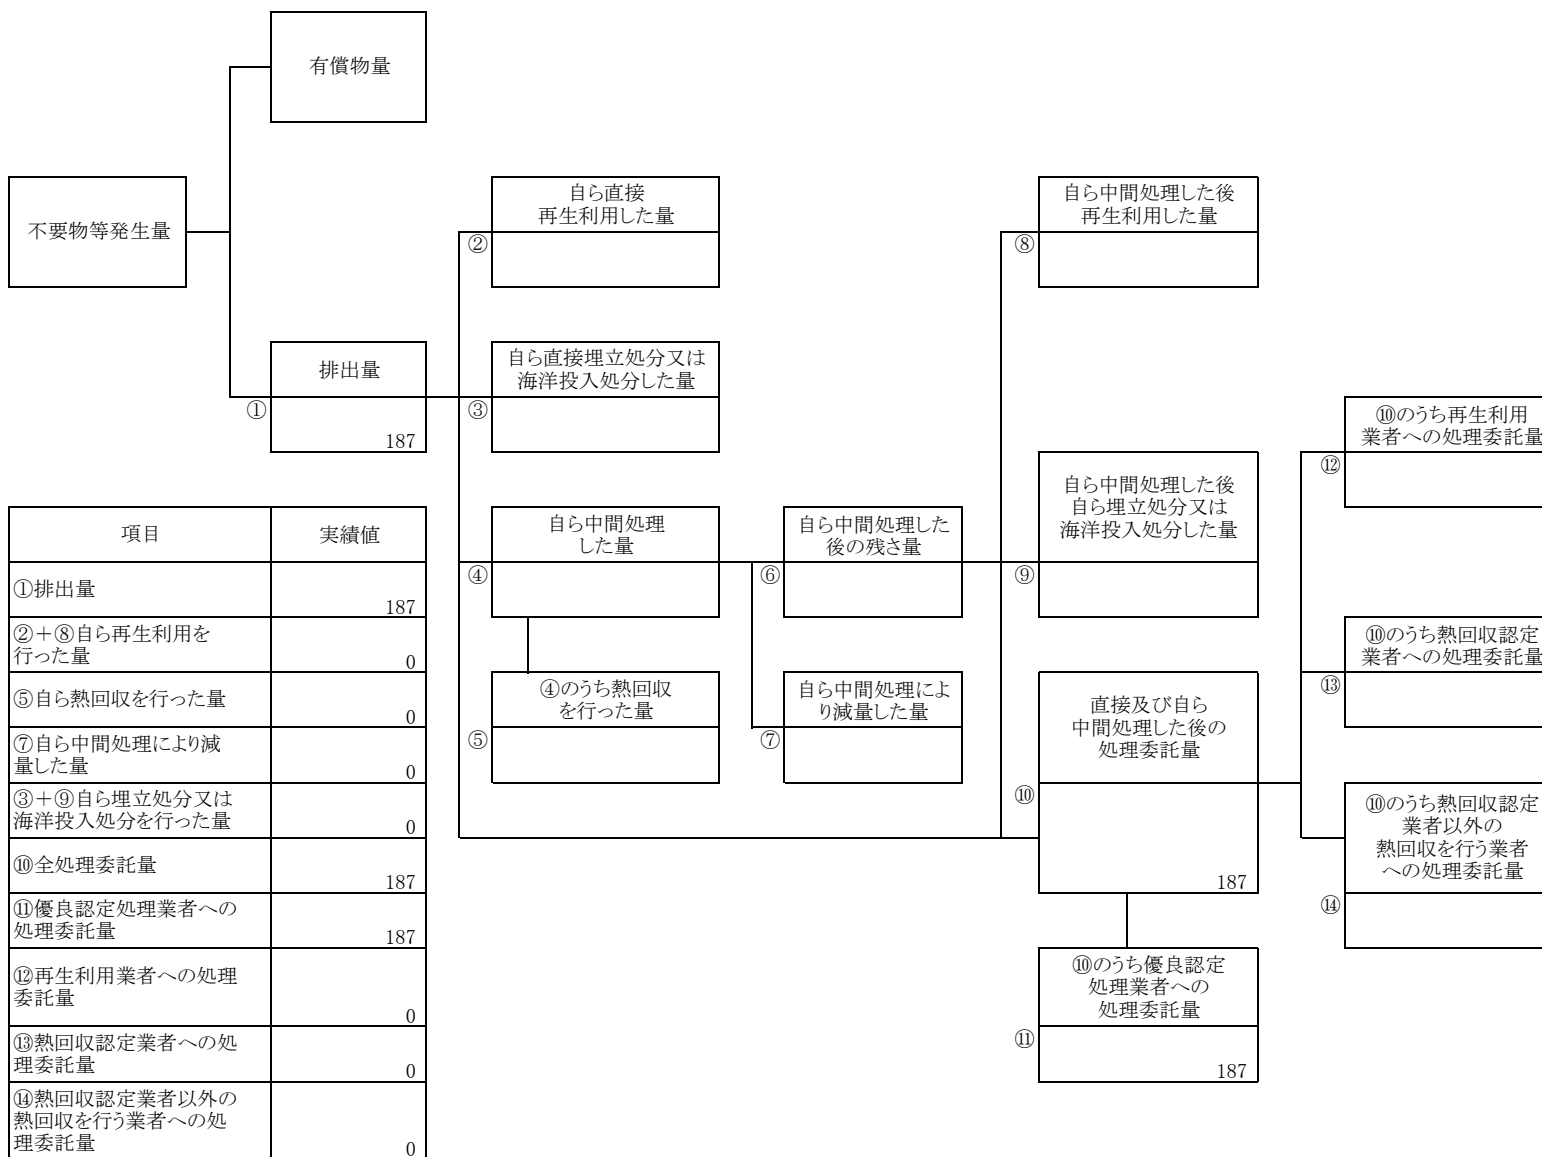 有償物量
不要物等発生量
自ら直接
再生利用した量
②
自ら中間処理した後
再生利用した量
⑧
排出量
①
187
自ら直接埋立処分又は
海洋投入処分した量
③
⑩のうち再生利用
業者への処理委託量
⑫
自ら中間処理した後
自ら埋立処分又は
海洋投入処分した量
⑨
自ら中間処理
した量
④
自ら中間処理した
後の残さ量
⑥
⑩のうち熱回収認定
業者への処理委託量
⑬
④のうち熱回収
を行った量
⑤
自ら中間処理によ
り減量した量
⑦
直接及び自ら
中間処理した後の
処理委託量
⑩
187
⑩のうち熱回収認定
業者以外の
熱回収を行う業者
への処理委託量
⑭
⑩のうち優良認定
処理業者への
処理委託量
⑪
187
項目 実績値
①排出量
187
②＋⑧自ら再生利用を
行った量
0
⑤自ら熱回収を行った量
0
⑦自ら中間処理により減
量した量
0
③＋⑨自ら埋立処分又は
海洋投入処分を行った量
0
⑩全処理委託量
187
⑪優良認定処理業者への
処理委託量
187
⑫再生利用業者への処理
委託量
0
⑬熱回収認定業者への処
理委託量
0
⑭熱回収認定業者以外の
熱回収を行う業者への処
理委託量
0